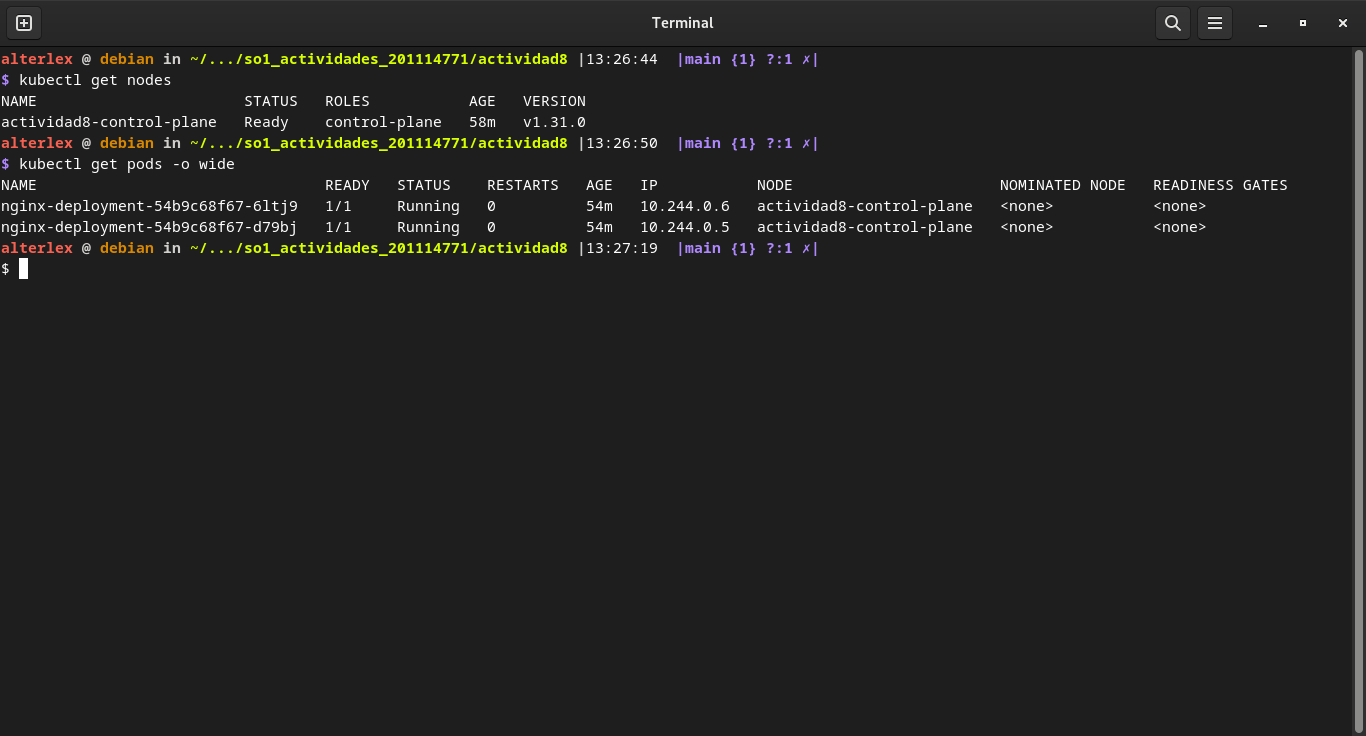 Terminal
alterlex @ debian in ~/.../so1_actividades_201114771/actividad8 |13:26:44  |main {1} ?:1 ✗|
$ kubectl get nodes
NAME                       STATUS   ROLES           AGE   VERSION
actividad8-control-plane   Ready    control-plane   58m   v1.31.0
alterlex @ debian in ~/.../so1_actividades_201114771/actividad8 |13:26:50  |main {1} ?:1 ✗|
$ kubectl get pods -o wide
NAME                                READY   STATUS    RESTARTS   AGE   IP           NODE                       NOMINATED NODE   READINESS GATES
nginx-deployment-54b9c68f67-6ltj9   1/1     Running   0          54m   10.244.0.6   actividad8-control-plane   <none>           <none>
nginx-deployment-54b9c68f67-d79bj   1/1     Running   0          54m   10.244.0.5   actividad8-control-plane   <none>           <none>
alterlex @ debian in ~/.../so1_actividades_201114771/actividad8 |13:27:19  |main {1} ?:1 ✗|
$